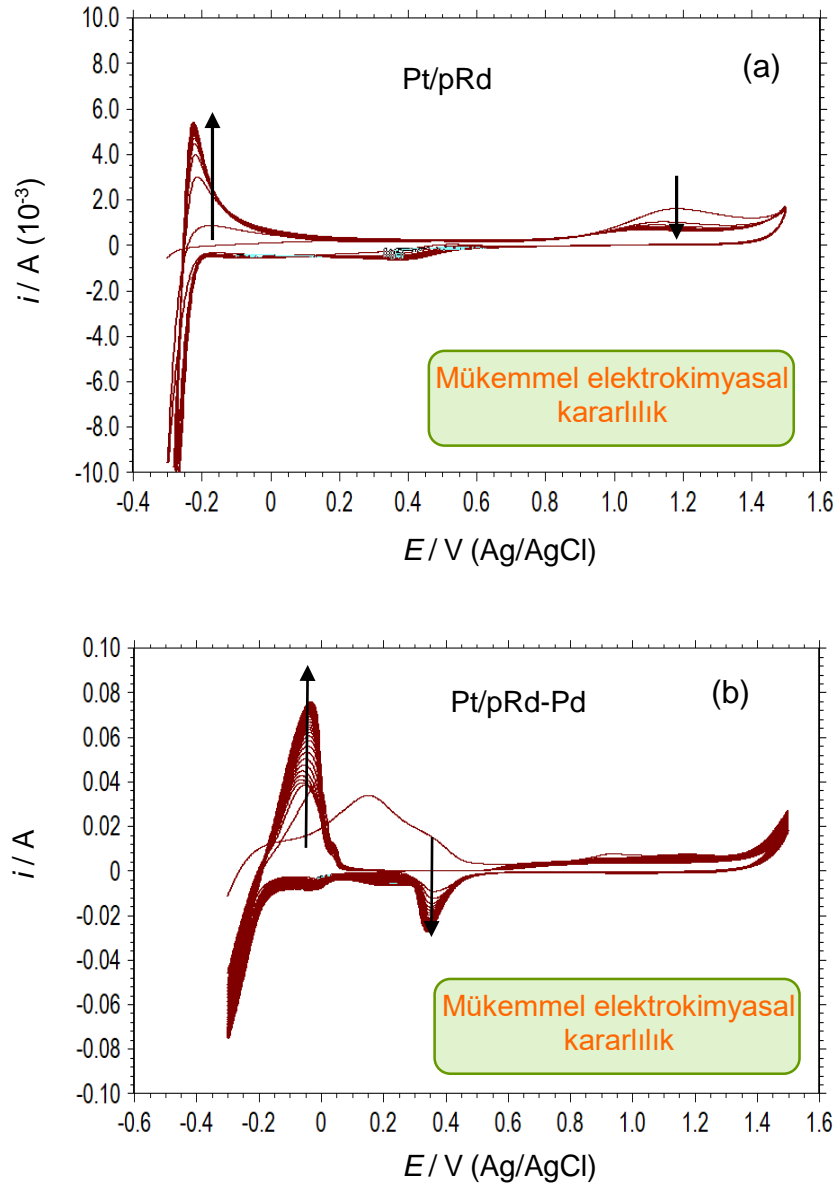 10.0
8.0
6.0
4.0
2.0
0
-2.0
-4.0
-6.0
-8.0
-10.0
i / A (10⁻³)
Pt/pRd
(a)
Mükemmel elektrokimyasal
kararlılık
-0.4 -0.2 0 0.2 0.4 0.6 0.8 1.0 1.2 1.4 1.6
E / V (Ag/AgCl)
0.10
0.08
0.06
0.04
0.02
0
-0.02
-0.04
-0.06
-0.08
-0.10
i / A
Pt/pRd-Pd
(b)
Mükemmel elektrokimyasal
kararlılık
-0.6 -0.4 -0.2 0 0.2 0.4 0.6 0.8 1.0 1.2 1.4 1.6
E / V (Ag/AgCl)